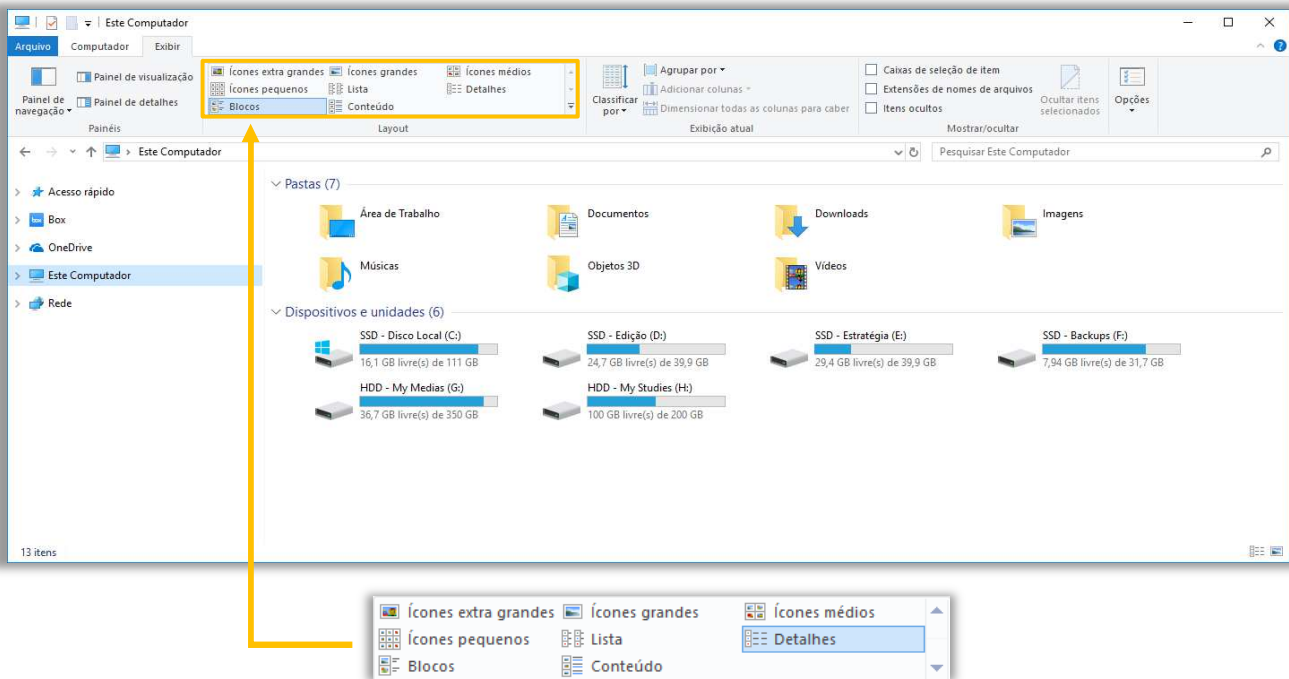 Este Computador
Arquivo Computador Exibir
Painel de navegação
Painel de visualização
Painel de detalhes
Painéis
Ícones extra grandes Ícones grandes Ícones médios
Ícones pequenos Lista Detalhes
Blocos Conteúdo
Layout
Classificar por
Agrupar por
Adicionar colunas
Dimensionar todas as colunas para caber
Exibição atual
Caixas de seleção de item
Extensões de nomes de arquivos
Itens ocultos
Ocultar itens selecionados
Opções
Mostrar/ocultar
Este Computador
Pesquisar Este Computador
Acesso rápido
box Box
OneDrive
Este Computador
Rede
Pastas (7)
Área de Trabalho Documentos Downloads Imagens
Músicas Objetos 3D Vídeos
Dispositivos e unidades (6)
SSD - Disco Local (C:) SSD - Edição (D:) SSD - Estratégia (E:) SSD - Backups (F:)
16,1 GB livre(s) de 111 GB 24,7 GB livre(s) de 39,9 GB 29,4 GB livre(s) de 39,9 GB 7,94 GB livre(s) de 31,7 GB
HDD - My Medias (G:) HDD - My Studies (H:)
36,7 GB livre(s) de 350 GB 100 GB livre(s) de 200 GB
13 itens
Ícones extra grandes Ícones grandes Ícones médios
Ícones pequenos Lista Detalhes
Blocos Conteúdo